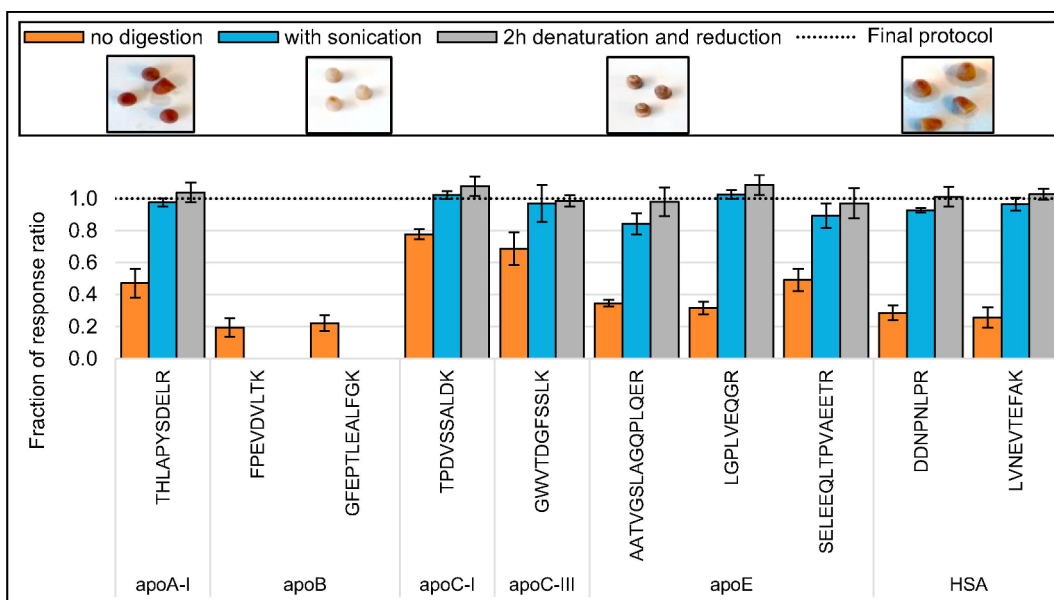 no digestion with sonication 2h denaturation and reduction Final protocol
Fraction of response ratio
1.0
0.8
0.6
0.4
0.2
0.0
THLAPYSDELR
FPEVDVLTK
GFEPTLEALFGK
TPDVSSALDK
GWVTDGFSSLK
AATVGSLAGQPLQER
LGPLVEQGR
SELEEQLTPVAEETR
DDNPNLPR
LVNEVTEFAK
apoA-I apoB apoC-I apoC-III apoE HSA